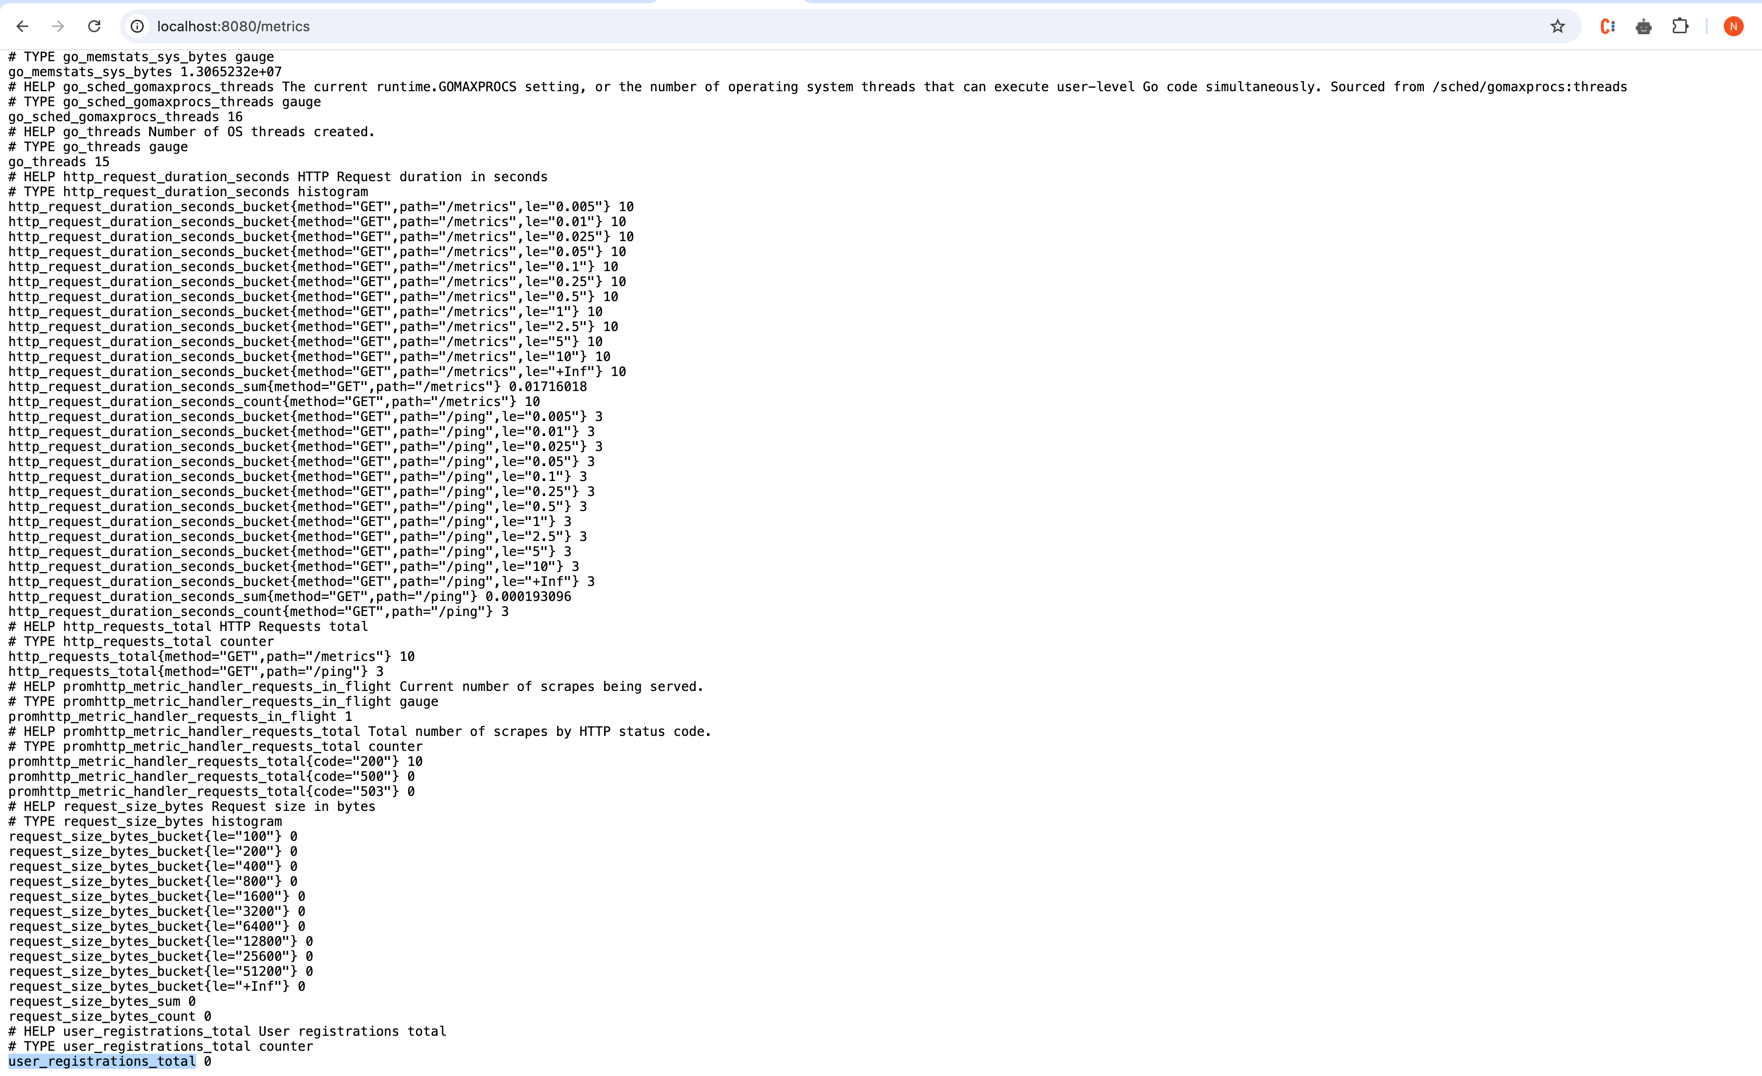 localhost:8080/metrics
N
# TYPE go_memstats_sys_bytes gauge
go_memstats_sys_bytes 1.3065232e+07
# HELP go_sched_gomaxprocs_threads The current runtime.GOMAXPROCS setting, or the number of operating system threads that can execute user-level Go code simultaneously. Sourced from /sched/gomaxprocs:threads
# TYPE go_sched_gomaxprocs_threads gauge
go_sched_gomaxprocs_threads 16
# HELP go_threads Number of OS threads created.
# TYPE go_threads gauge
go_threads 15
# HELP http_request_duration_seconds HTTP Request duration in seconds
# TYPE http_request_duration_seconds histogram
http_request_duration_seconds_bucket{method="GET",path="/metrics",le="0.005"} 10
http_request_duration_seconds_bucket{method="GET",path="/metrics",le="0.01"} 10
http_request_duration_seconds_bucket{method="GET",path="/metrics",le="0.025"} 10
http_request_duration_seconds_bucket{method="GET",path="/metrics",le="0.05"} 10
http_request_duration_seconds_bucket{method="GET",path="/metrics",le="0.1"} 10
http_request_duration_seconds_bucket{method="GET",path="/metrics",le="0.25"} 10
http_request_duration_seconds_bucket{method="GET",path="/metrics",le="0.5"} 10
http_request_duration_seconds_bucket{method="GET",path="/metrics",le="1"} 10
http_request_duration_seconds_bucket{method="GET",path="/metrics",le="2.5"} 10
http_request_duration_seconds_bucket{method="GET",path="/metrics",le="5"} 10
http_request_duration_seconds_bucket{method="GET",path="/metrics",le="10"} 10
http_request_duration_seconds_bucket{method="GET",path="/metrics",le="+Inf"} 10
http_request_duration_seconds_sum{method="GET",path="/metrics"} 0.01716018
http_request_duration_seconds_count{method="GET",path="/metrics"} 10
http_request_duration_seconds_bucket{method="GET",path="/ping",le="0.005"} 3
http_request_duration_seconds_bucket{method="GET",path="/ping",le="0.01"} 3
http_request_duration_seconds_bucket{method="GET",path="/ping",le="0.025"} 3
http_request_duration_seconds_bucket{method="GET",path="/ping",le="0.05"} 3
http_request_duration_seconds_bucket{method="GET",path="/ping",le="0.1"} 3
http_request_duration_seconds_bucket{method="GET",path="/ping",le="0.25"} 3
http_request_duration_seconds_bucket{method="GET",path="/ping",le="0.5"} 3
http_request_duration_seconds_bucket{method="GET",path="/ping",le="1"} 3
http_request_duration_seconds_bucket{method="GET",path="/ping",le="2.5"} 3
http_request_duration_seconds_bucket{method="GET",path="/ping",le="5"} 3
http_request_duration_seconds_bucket{method="GET",path="/ping",le="10"} 3
http_request_duration_seconds_bucket{method="GET",path="/ping",le="+Inf"} 3
http_request_duration_seconds_sum{method="GET",path="/ping"} 0.000193096
http_request_duration_seconds_count{method="GET",path="/ping"} 3
# HELP http_requests_total HTTP Requests total
# TYPE http_requests_total counter
http_requests_total{method="GET",path="/metrics"} 10
http_requests_total{method="GET",path="/ping"} 3
# HELP promhttp_metric_handler_requests_in_flight Current number of scrapes being served.
# TYPE promhttp_metric_handler_requests_in_flight gauge
promhttp_metric_handler_requests_in_flight 1
# HELP promhttp_metric_handler_requests_total Total number of scrapes by HTTP status code.
# TYPE promhttp_metric_handler_requests_total counter
promhttp_metric_handler_requests_total{code="200"} 10
promhttp_metric_handler_requests_total{code="500"} 0
promhttp_metric_handler_requests_total{code="503"} 0
# HELP request_size_bytes Request size in bytes
# TYPE request_size_bytes histogram
request_size_bytes_bucket{le="100"} 0
request_size_bytes_bucket{le="200"} 0
request_size_bytes_bucket{le="400"} 0
request_size_bytes_bucket{le="800"} 0
request_size_bytes_bucket{le="1600"} 0
request_size_bytes_bucket{le="3200"} 0
request_size_bytes_bucket{le="6400"} 0
request_size_bytes_bucket{le="12800"} 0
request_size_bytes_bucket{le="25600"} 0
request_size_bytes_bucket{le="51200"} 0
request_size_bytes_bucket{le="+Inf"} 0
request_size_bytes_sum 0
request_size_bytes_count 0
# HELP user_registrations_total User registrations total
# TYPE user_registrations_total counter
user_registrations_total 0